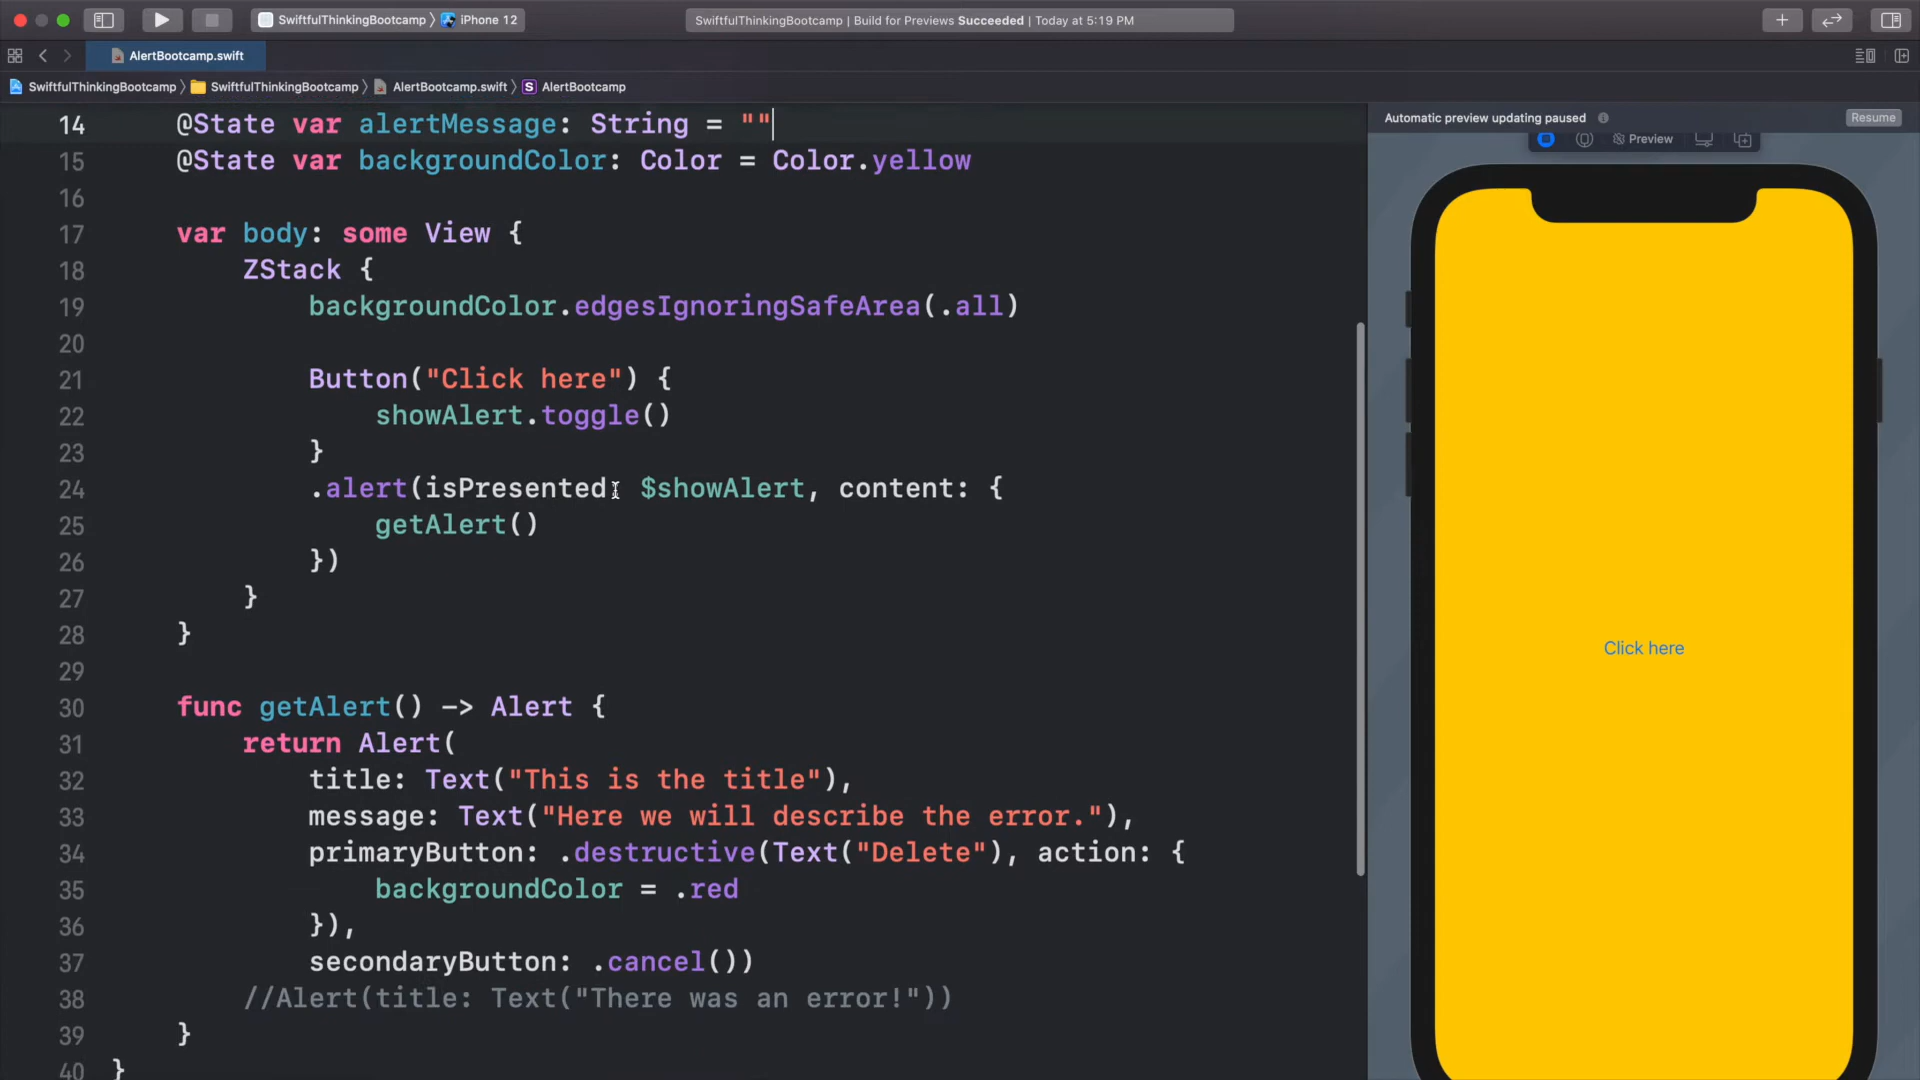 SwiftfulThinkingBootcamp 〉 iPhone 12
SwiftfulThinkingBootcamp | Build for Previews Succeeded | Today at 5:19 PM
AlertBootcamp.swift
SwiftfulThinkingBootcamp 〉 SwiftfulThinkingBootcamp 〉 AlertBootcamp.swift 〉 S AlertBootcamp
14 @State var alertMessage: String = ""
15 @State var backgroundColor: Color = Color.yellow
16
17 var body: some View {
18 ZStack {
19 backgroundColor.edgesIgnoringSafeArea(.all)
20
21 Button("Click here") {
22 showAlert.toggle()
23 }
24 .alert(isPresented: $showAlert, content: {
25 getAlert()
26 })
27 }
28 }
29
30 func getAlert() -> Alert {
31 return Alert(
32 title: Text("This is the title"),
33 message: Text("Here we will describe the error."),
34 primaryButton: .destructive(Text("Delete"), action: {
35 backgroundColor = .red
36 }),
37 secondaryButton: .cancel())
38 //Alert(title: Text("There was an error!"))
39 }
40 }
Automatic preview updating paused
Resume
Preview
Click here